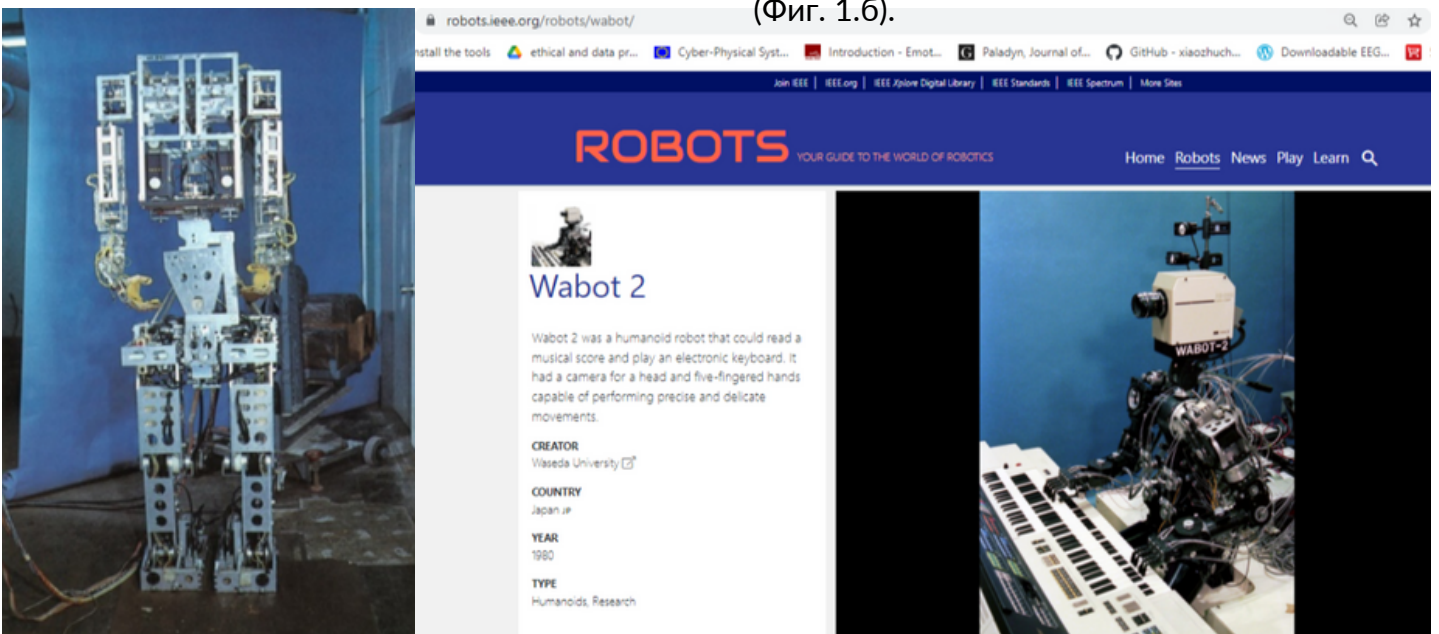 (Фиг. 1.б).
robots.ieee.org/robots/wabot/
nstall the tools ethical and data pr... Cyber-Physical Syst... Introduction - Emot... Paladyn, Journal of... GitHub - xiaozhuch... Downloadable EEG...
Join IEEE | IEEE.org | IEEE Xplore Digital Library | IEEE Standards | IEEE Spectrum | More Sites
ROBOTS YOUR GUIDE TO THE WORLD OF ROBOTICS
Home Robots News Play Learn
Wabot 2
Wabot 2 was a humanoid robot that could read a
musical score and play an electronic keyboard. It
had a camera for a head and five-fingered hands
capable of performing precise and delicate
movements.
CREATOR
Waseda University
COUNTRY
Japan JP
YEAR
1980
TYPE
Humanoids, Research
WABOT-2